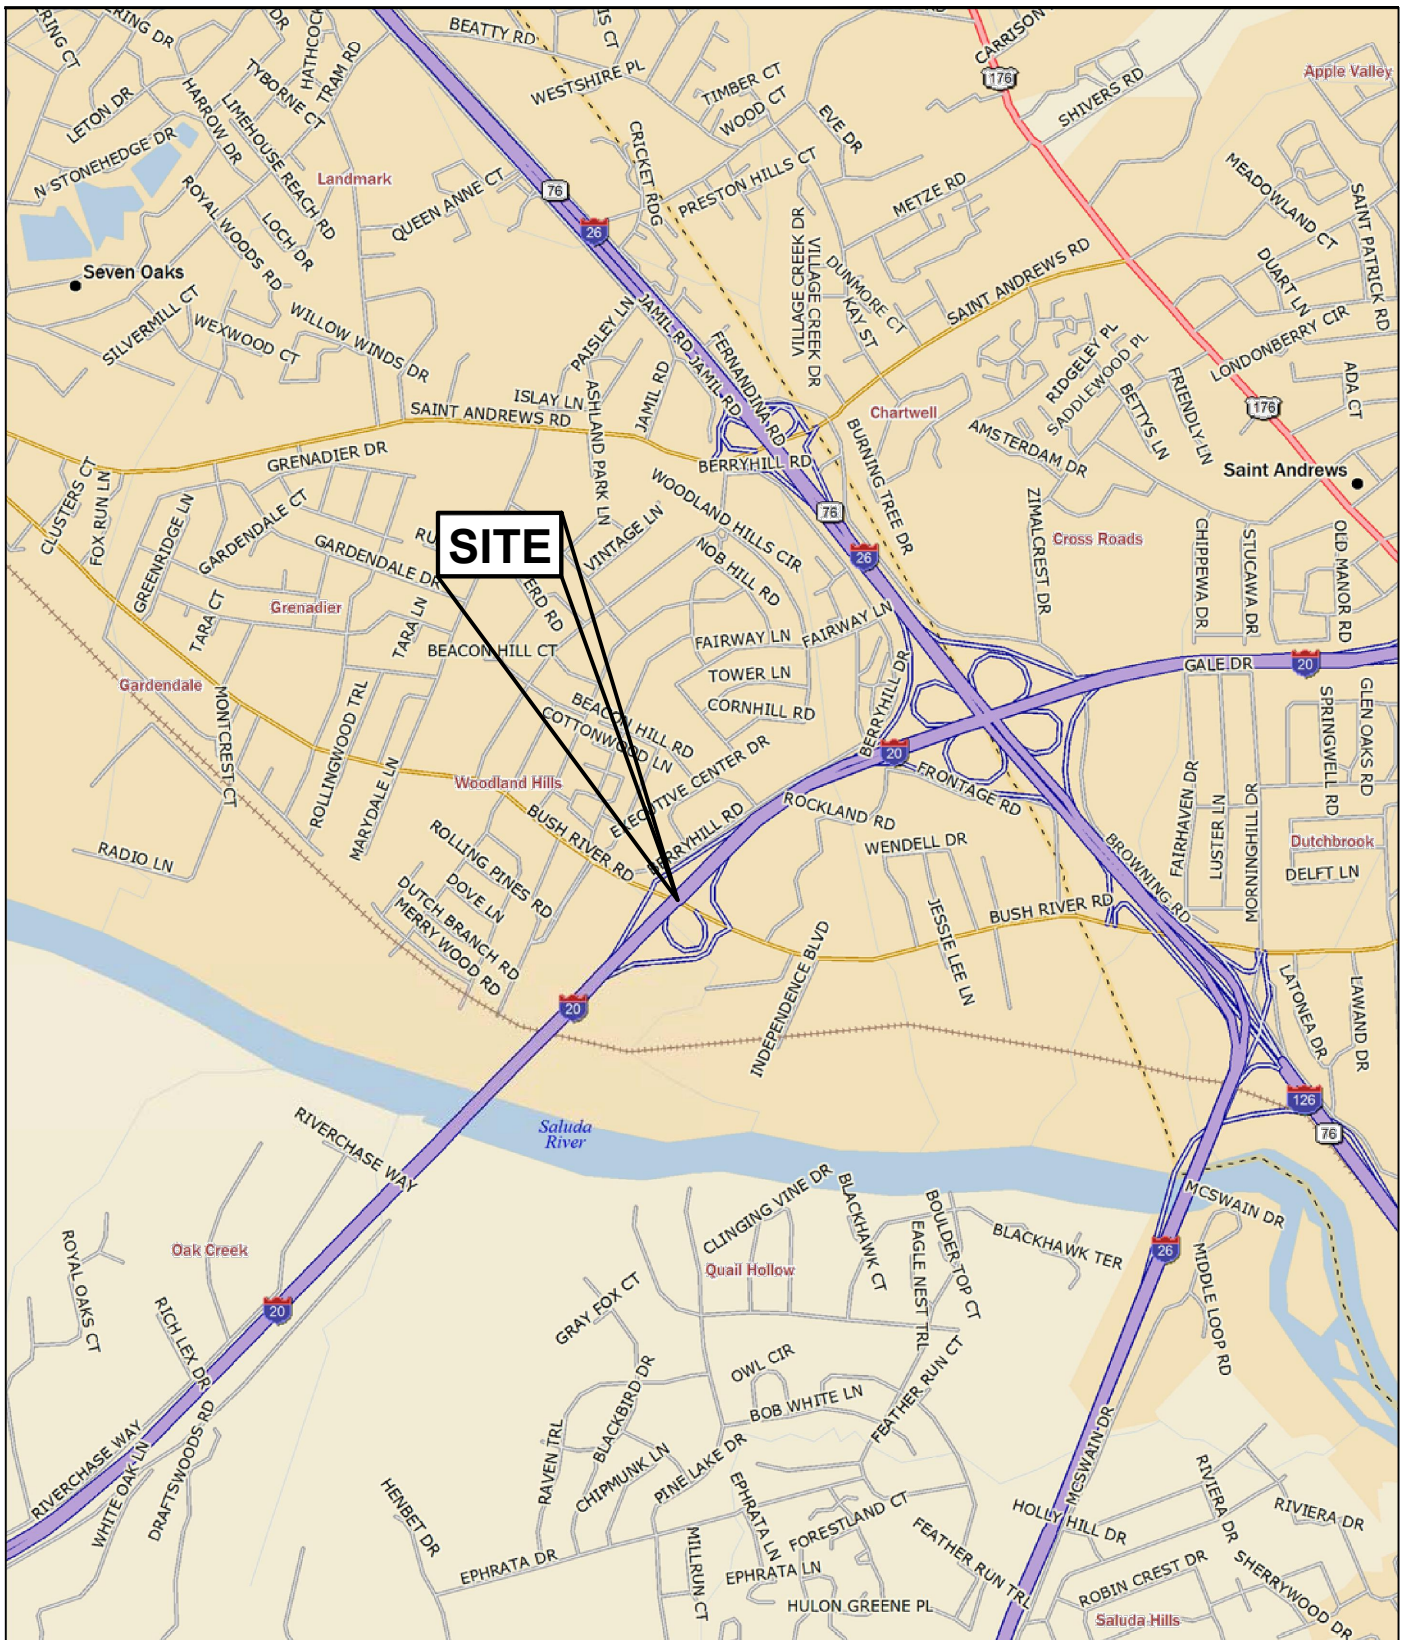 BEATTY RD
WESTSHIRE PL
TIMBER CT
WOOD CT
EVE DR
176
SHIVERS RD
Apple Valley
HATHCOCK
TRAM RD
TYBORNE CT
LIMEHOUSE REACH RD
HARROW DR
LETON DR
N STONEHEDGE DR
ROYAL WOODS RD
LOCH DR
Landmark
QUEEN ANNE CT
76
26
CRICKET RDG
PRESTON HILLS CT
METZE RD
MEADOWLAND CT
SAINT PATRICK RD
DUART LN
LONDONBERRY CIR
ADA CT
VILLAGE CREEK DR
VILLAGE CREEK DR
DUNMORE CT
KAY ST
SAINT ANDREWS RD
Seven Oaks
SILVERMILL CT
WEXWOOD CT
WILLOW WINDS DR
PAISLEY LN
JAMIL RD
JAMIL RD
FERNANDINA RD
JAMIL RD
ISLAY LN
SAINT ANDREWS RD
ASHLAND PARK LN
RIDGELEY PL
SADDLEWOOD PL
BETTYS LN
FRIENDLY LN
176
Chartwell
AMSTERDAM DR
BURNING TREE DR
Saint Andrews
GRENADIER DR
BERRYHILL RD
WOODLAND HILLS CIR
76
26
CLUSTERS CT
FOX RUN LN
GREENRIDGE LN
GARDENDALE CT
GARDENDALE DR
SITE
VINTAGE LN
NOB HILL RD
ZIMALCREST DR
Cross Roads
CHIPPEWA DR
STUCAWA DR
OLD MANOR RD
Grenadier
TARA CT
TARA LN
ERD RD
BEACON HILL CT
FAIRWAY LN
FAIRWAY LN
TOWER LN
CORNHILL RD
BERRYHILL DR
GALE DR
20
Gardendale
MONTCREST CT
ROLLINGWOOD TRL
MARYDALE LN
BEACON HILL RD
COTTONWOOD LN
EXECUTIVE CENTER DR
20
FRONTAGE RD
SPRINGWELL RD
GLEN OAKS RD
Woodland Hills
BUSH RIVER RD
BERRYHILL RD
ROCKLAND RD
WENDELL DR
BROWNING RD
FAIRHAVEN DR
LUSTER LN
MORNINGHILL DR
Dutchbrook
DELFT LN
RADIO LN
ROLLING PINES RD
DOVE LN
DUTCH BRANCH RD
MERRYWOOD RD
JESSIE LEE LN
BUSH RIVER RD
INDEPENDENCE BLVD
LATONEA DR
LAWAND DR
20
126
76
RIVERCHASE WAY
Saluda
River
CLINGING VINE DR
BLACKHAWK CT
BOULDER TOP CT
EAGLE NEST TRL
BLACKHAWK TER
MCSWAIN DR
26
MIDDLE LOOP RD
ROYAL OAKS CT
Oak Creek
Quail Hollow
20
RICH LEX DR
GRAY FOX CT
OWL CIR
BOB WHITE LN
FEATHER RUN CT
RIVERCHASE WAY
WHITE OAK LN
DRAFTSWOODS RD
BLACKBIRD DR
RAVEN TRL
CHIPMUNK LN
PINE LAKE DR
HENBET DR
EPHRATA DR
EPHRATA LN
MILLRUN CT
FORESTLAND CT
EPHRATA LN
HULON GREENE PL
FEATHER RUN TRL
MCSWAIN DR
HOLLY HILL DR
ROBIN CREST DR
RIVIERA DR
RIVIERA DR
SHERRYWOOD DR
Saluda Hills